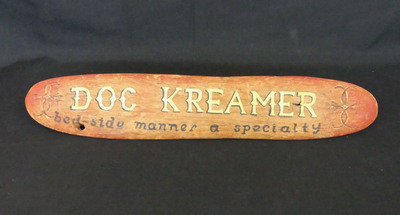 DOC KREAMER
bed-side manner a specialty